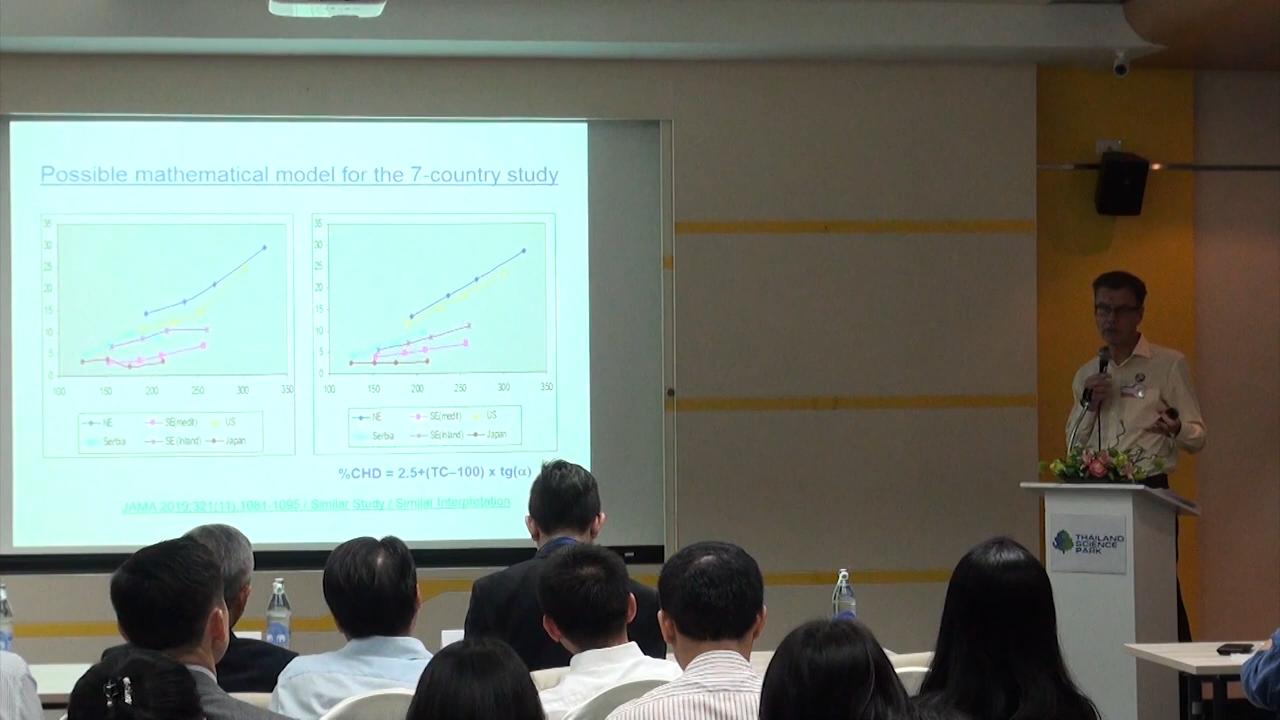 Possible mathematical model for the 7-country study
35
30
25
20
15
10
5
0
100 150 200 250 300 350
NE SE(medit) US
Serbia SE(inland) Japan
35
30
25
20
15
10
5
0
100 150 200 250 300 350
NE SE(medit) US
Serbia SE(inland) Japan
%CHD = 2.5+(TC–100) x tg(α)
JAMA 2019;321(11).1081-1095 / Similar Study / Similar Interpretation
THAILAND
SCIENCE
PARK